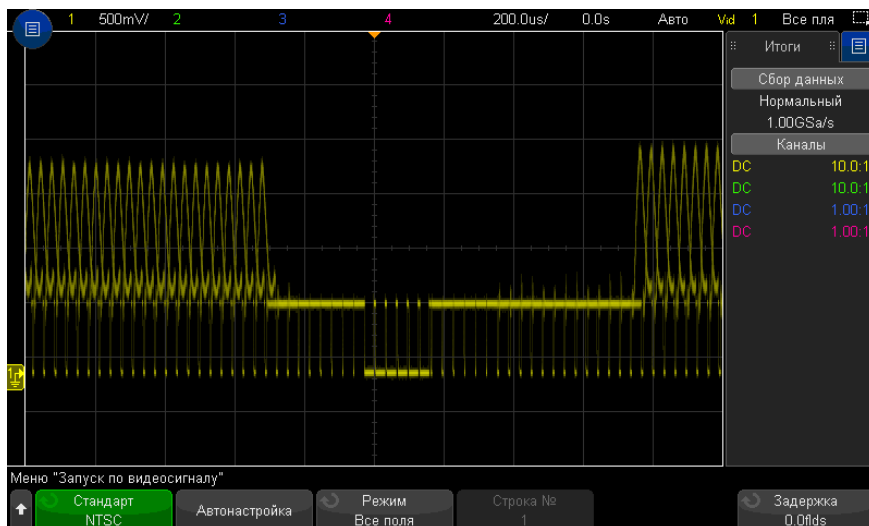 1 500mV/ 2 3 4 200.0us/ 0.0s Авто Vid 1 Все пля
Итоги
Сбор данных
Нормальный
1.00GSa/s
Каналы
DC 10.0:1
DC 10.0:1
DC 1.00:1
DC 1.00:1
1
Меню "Запуск по видеосигналу"
Стандарт
NTSC
Автонастройка
Режим
Все поля
Строка №
1
Задержка
0.0flds